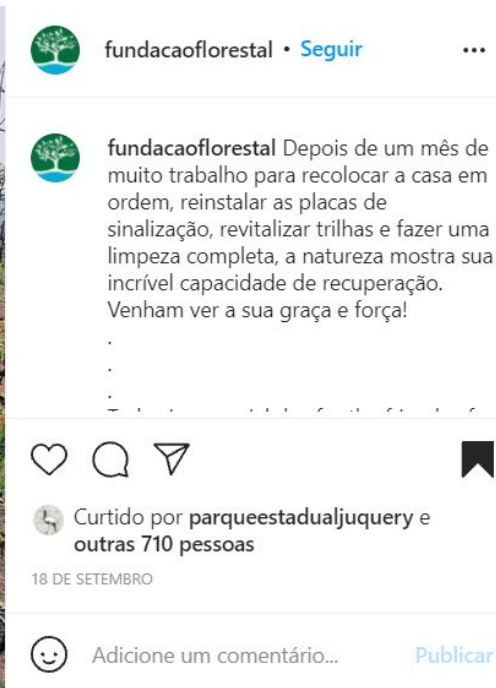 fundacaoflorestal • Seguir
fundacaoflorestal Depois de um mês de
muito trabalho para recolocar a casa em
ordem, reinstalar as placas de
sinalização, revitalizar trilhas e fazer uma
limpeza completa, a natureza mostra sua
incrível capacidade de recuperação.
Venham ver a sua graça e força!
.
.
.
Curtido por parqueestadualjuquery e
outras 710 pessoas
18 DE SETEMBRO
Adicione um comentário... Publicar